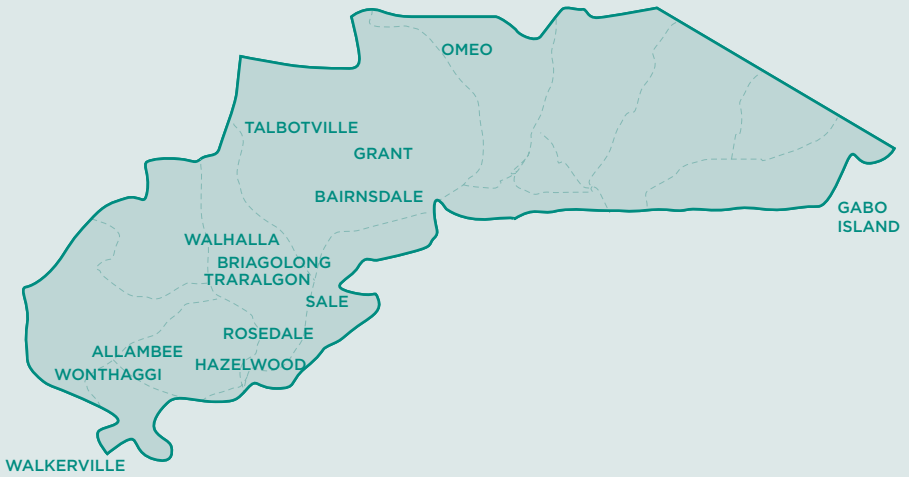 OMEO
TALBOTVILLE
GRANT
BAIRNSDALE
GABO
ISLAND
WALHALLA
BRIAGOLONG
TRARALGON
SALE
ROSEDALE
ALLAMBEE
HAZELWOOD
WONTHAGGI
WALKERVILLE